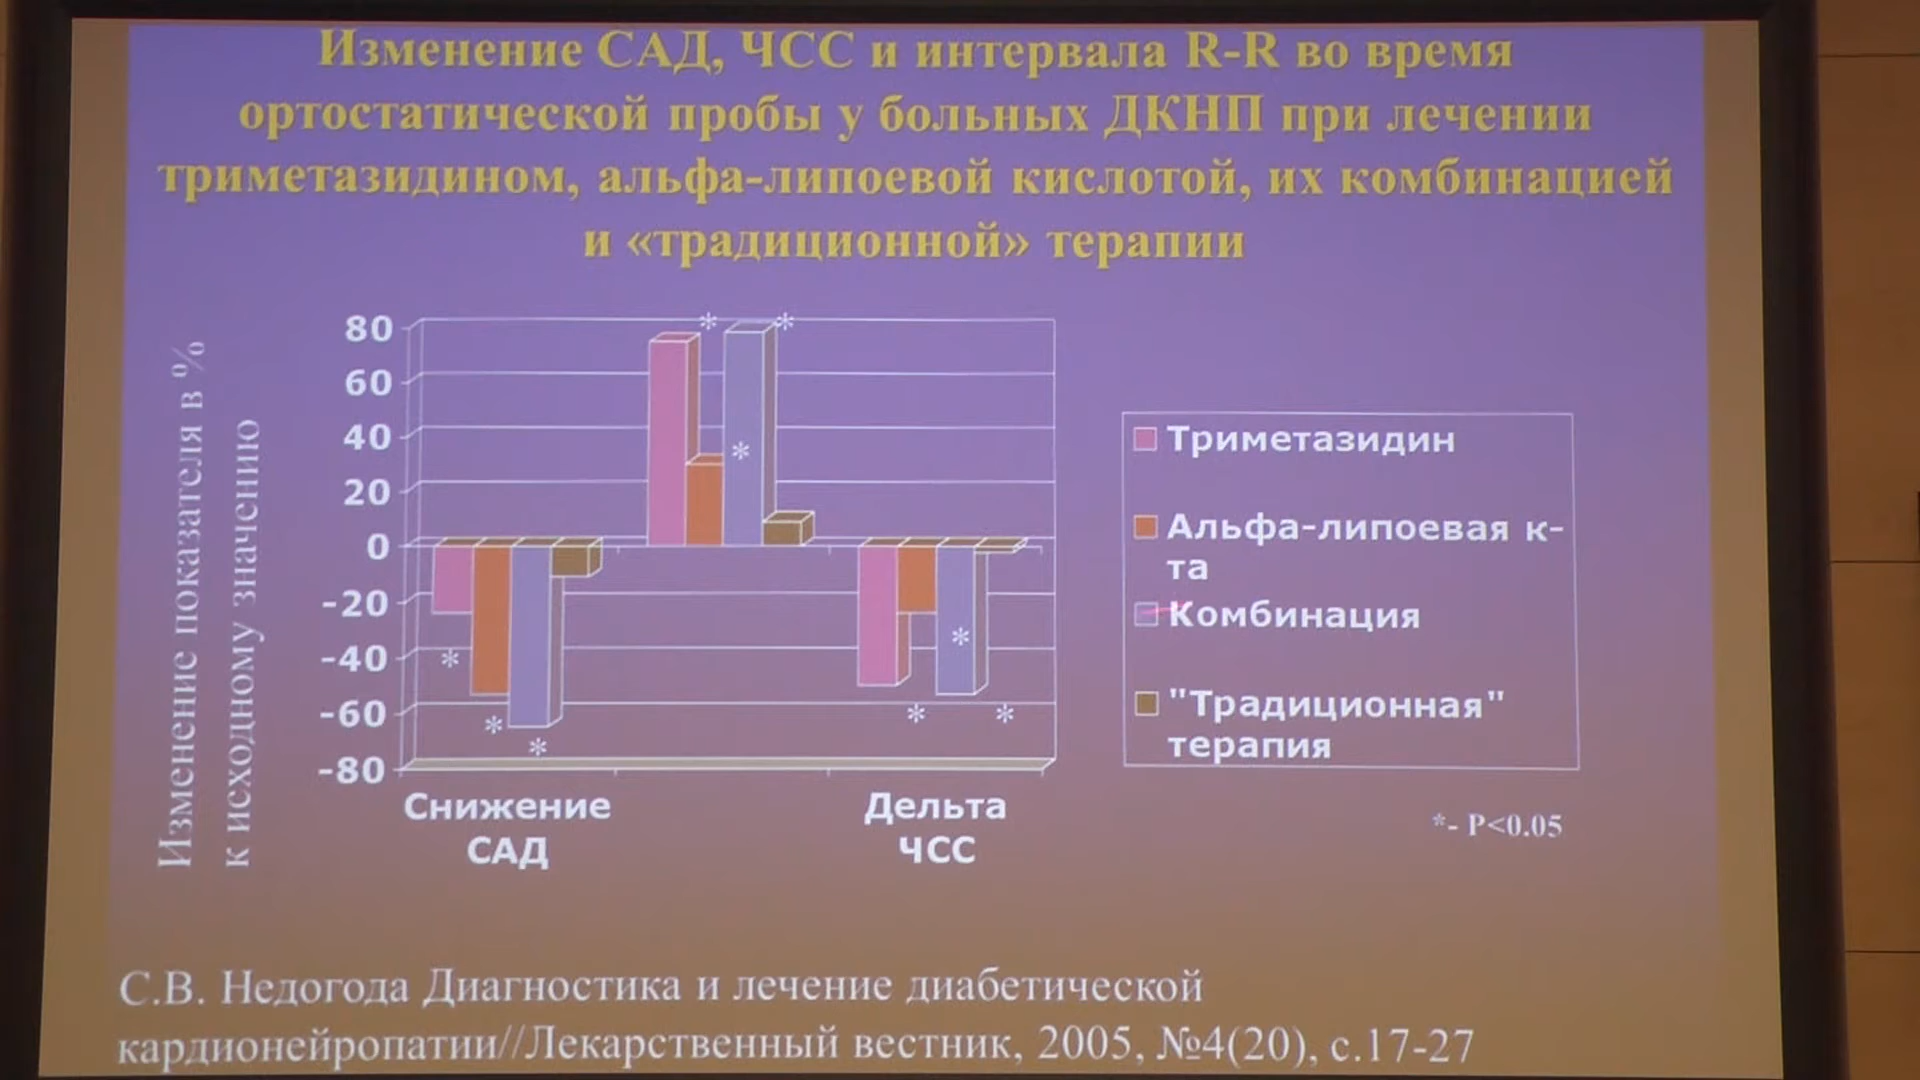 Изменение САД, ЧСС и интервала R-R во время
ортостатической пробы у больных ДКНП при лечении
триметазидином, альфа-липоевой кислотой, их комбинацией
и «традиционной» терапии
Изменение показателя в %
к исходному значению
80
60
40
20
0
-20
-40
-60
-80
* *
*
*
*
*
*
* *
Снижение
САД
Дельта
ЧСС
Триметазидин
Альфа-липоевая к-
та
Комбинация
"Традиционная"
терапия
*- P<0.05
С.В. Недогода Диагностика и лечение диабетической
кардионейропатии//Лекарственный вестник, 2005, №4(20), с.17-27